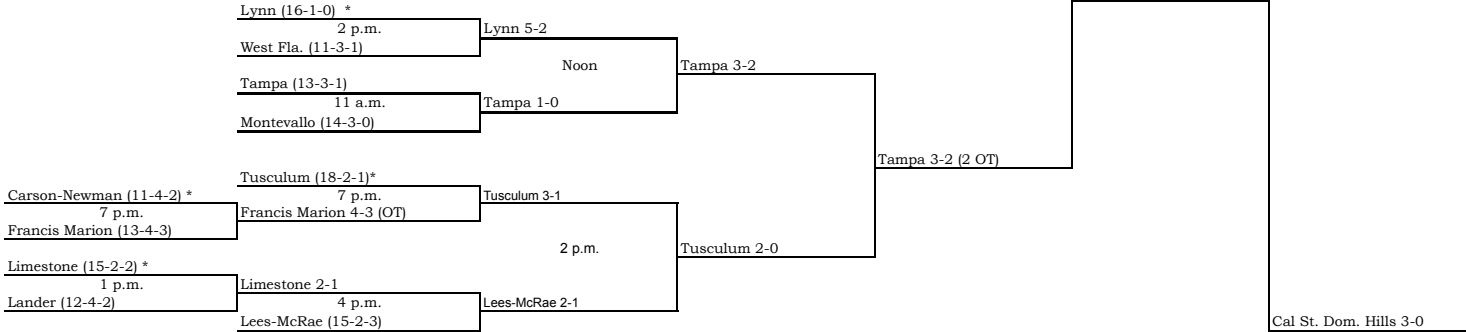 Lynn (16-1-0) *
2 p.m.
Lynn 5-2
West Fla. (11-3-1)
Noon
Tampa 3-2
Tampa (13-3-1)
11 a.m.
Tampa 1-0
Montevallo (14-3-0)
Tampa 3-2 (2 OT)
Tusculum (18-2-1)*
Carson-Newman (11-4-2) *
7 p.m.
Tusculum 3-1
7 p.m.
Francis Marion 4-3 (OT)
Francis Marion (13-4-3)
2 p.m.
Tusculum 2-0
Limestone (15-2-2) *
1 p.m.
Limestone 2-1
Lander (12-4-2)
4 p.m.
Lees-McRae 2-1
Lees-McRae (15-2-3)
Cal St. Dom. Hills 3-0